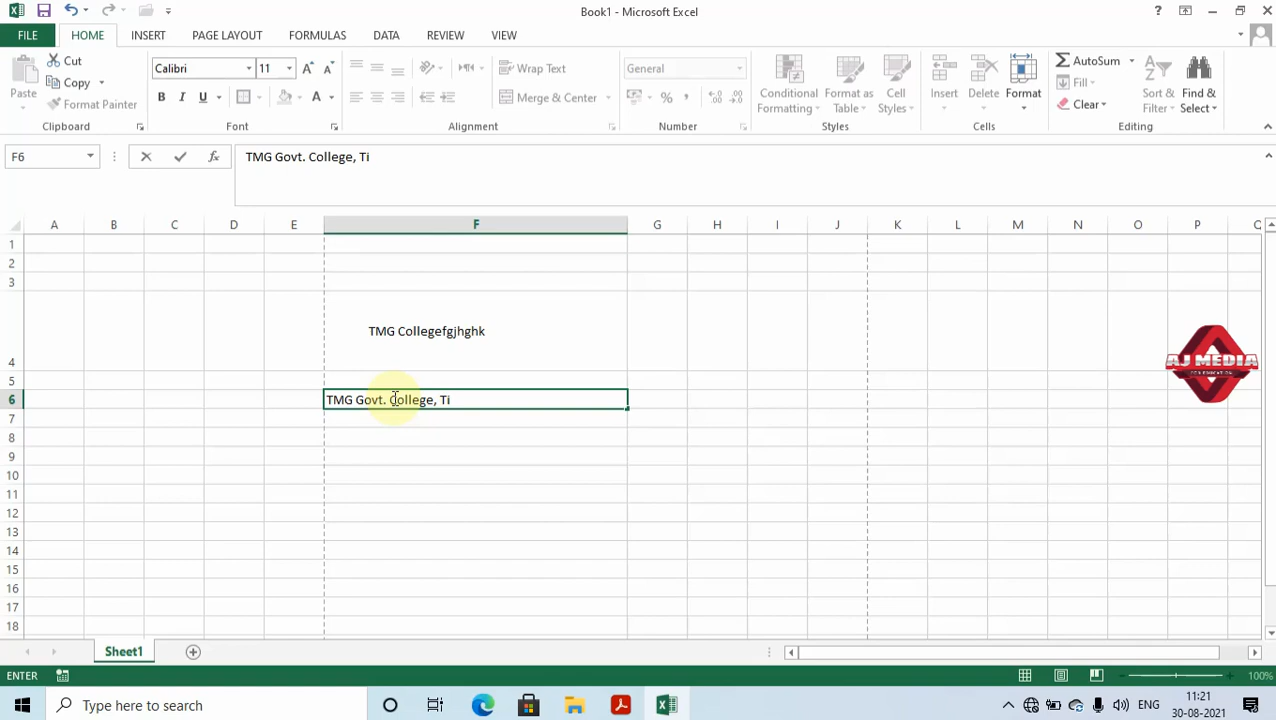 Book1 - Microsoft Excel
FILE HOME INSERT PAGE LAYOUT FORMULAS DATA REVIEW VIEW
Cut
Copy
Format Painter
Paste
Clipboard
Calibri 11
Font
Wrap Text
Merge & Center
Alignment
General
Number
Conditional Formatting
Format as Table
Cell Styles
Styles
Insert Delete Format
Cells
AutoSum
Fill
Clear
Sort & Filter
Find & Select
Editing
F6
TMG Govt. College, Ti
A B C D E F G H I J K L M N O P
1
2
3
TMG Collegefgjhghk
4
5
6 TMG Govt. College, Ti
7
8
9
10
11
12
13
14
15
16
17
18
AJ MEDIA
FOR EDUCATION
Sheet1
ENTER 100%
Type here to search
ENG
11:21
30-08-2021